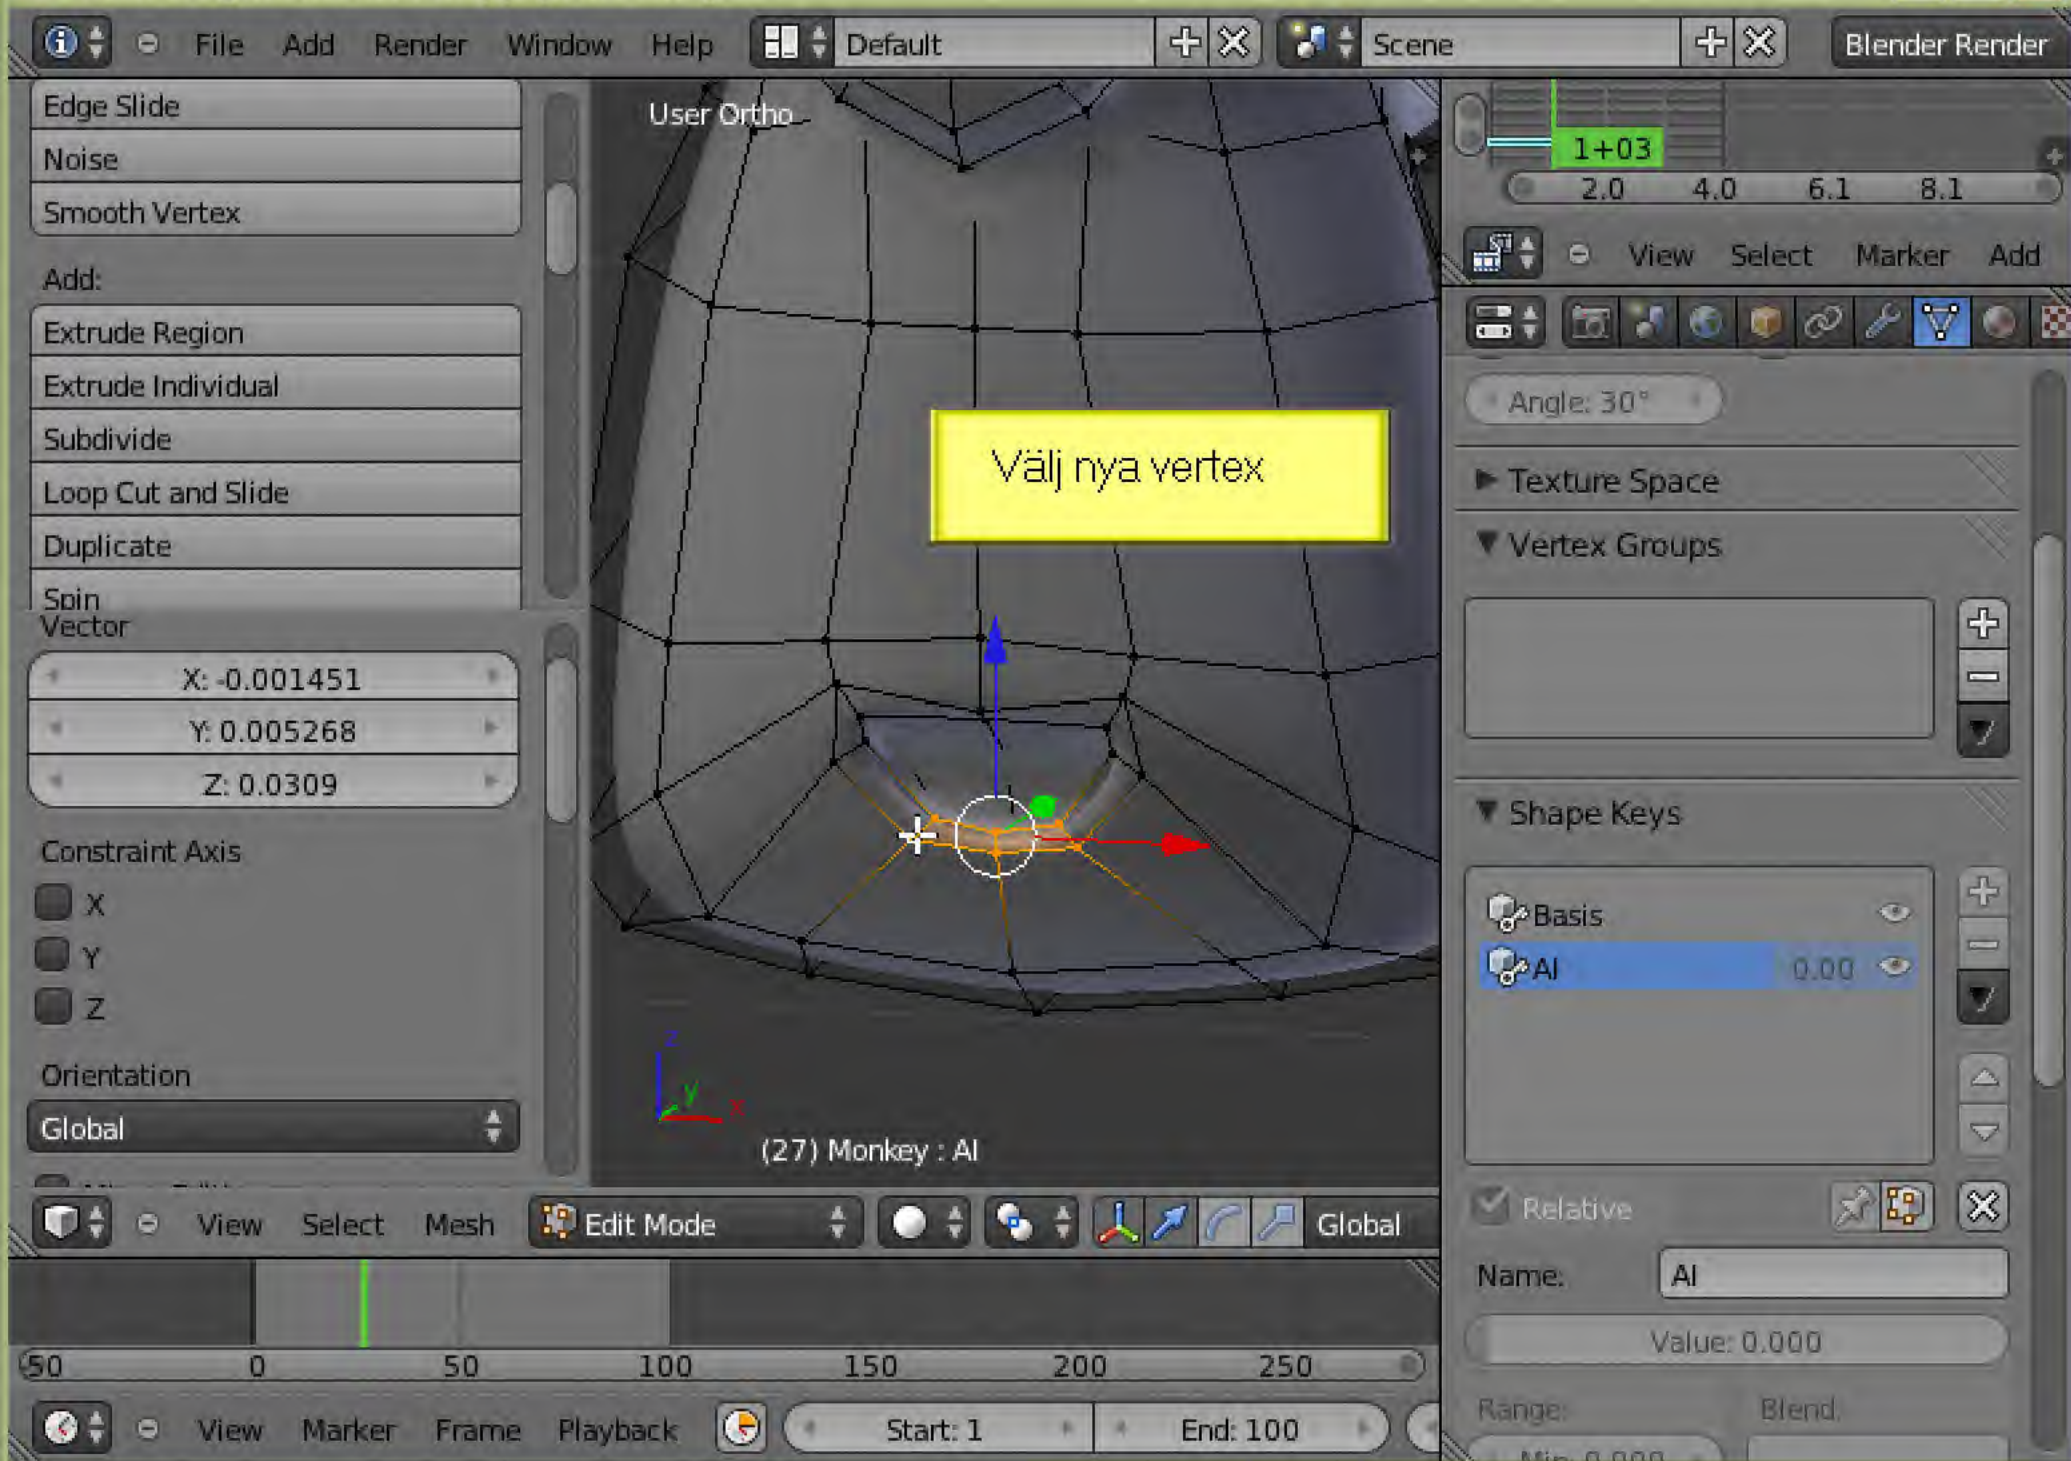 File Add Render Window Help Default Scene Blender Render
Edge Slide
Noise
Smooth Vertex
Add:
Extrude Region
Extrude Individual
Subdivide
Loop Cut and Slide
Duplicate
Spin
Vector
X: -0.001451
Y: 0.005268
Z: 0.0309
Constraint Axis
X
Y
Z
Orientation
Global
User Ortho
Välj nya vertex
z
y
x
(27) Monkey : AI
View Select Mesh Edit Mode Global
-50 0 50 100 150 200 250
View Marker Frame Playback Start: 1 End: 100
1+03
2.0 4.0 6.1 8.1
View Select Marker Add
Angle: 30°
Texture Space
Vertex Groups
Shape Keys
Basis
AI 0.00
Relative
Name: AI
Value: 0.000
Range: Blend:
Min: 0.000